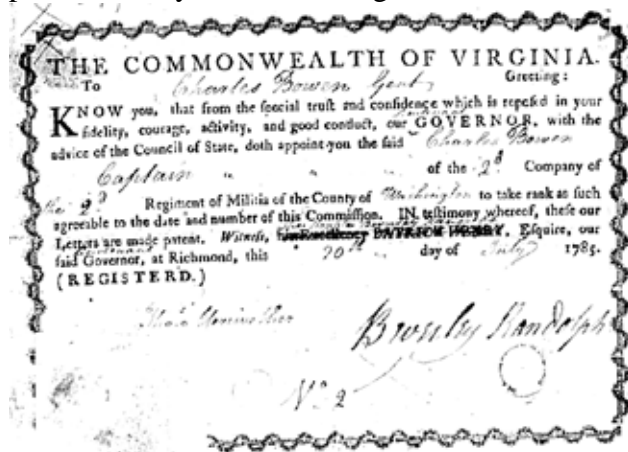 THE COMMONWEALTH OF VIRGINIA.
To Charles Bowen Gent. Greeting:
KNOW you, that from the special trust and confidence which is reposed in your
fidelity, courage, activity, and good conduct, our GOVERNOR, with the
advice of the Council of State, doth appoint you the said Charles Bowen
Captain of the 2d Company of
the 2d Regiment of Militia of the County of Washington to take rank as such
agreeable to the date and number of this Commission. IN testimony whereof, these our
Letters are made patent. Witness, PATRICK HENRY, Esquire, our
said Governor, at Richmond, this 20th day of July 1785.
(REGISTERD.)
Randolph
No 2